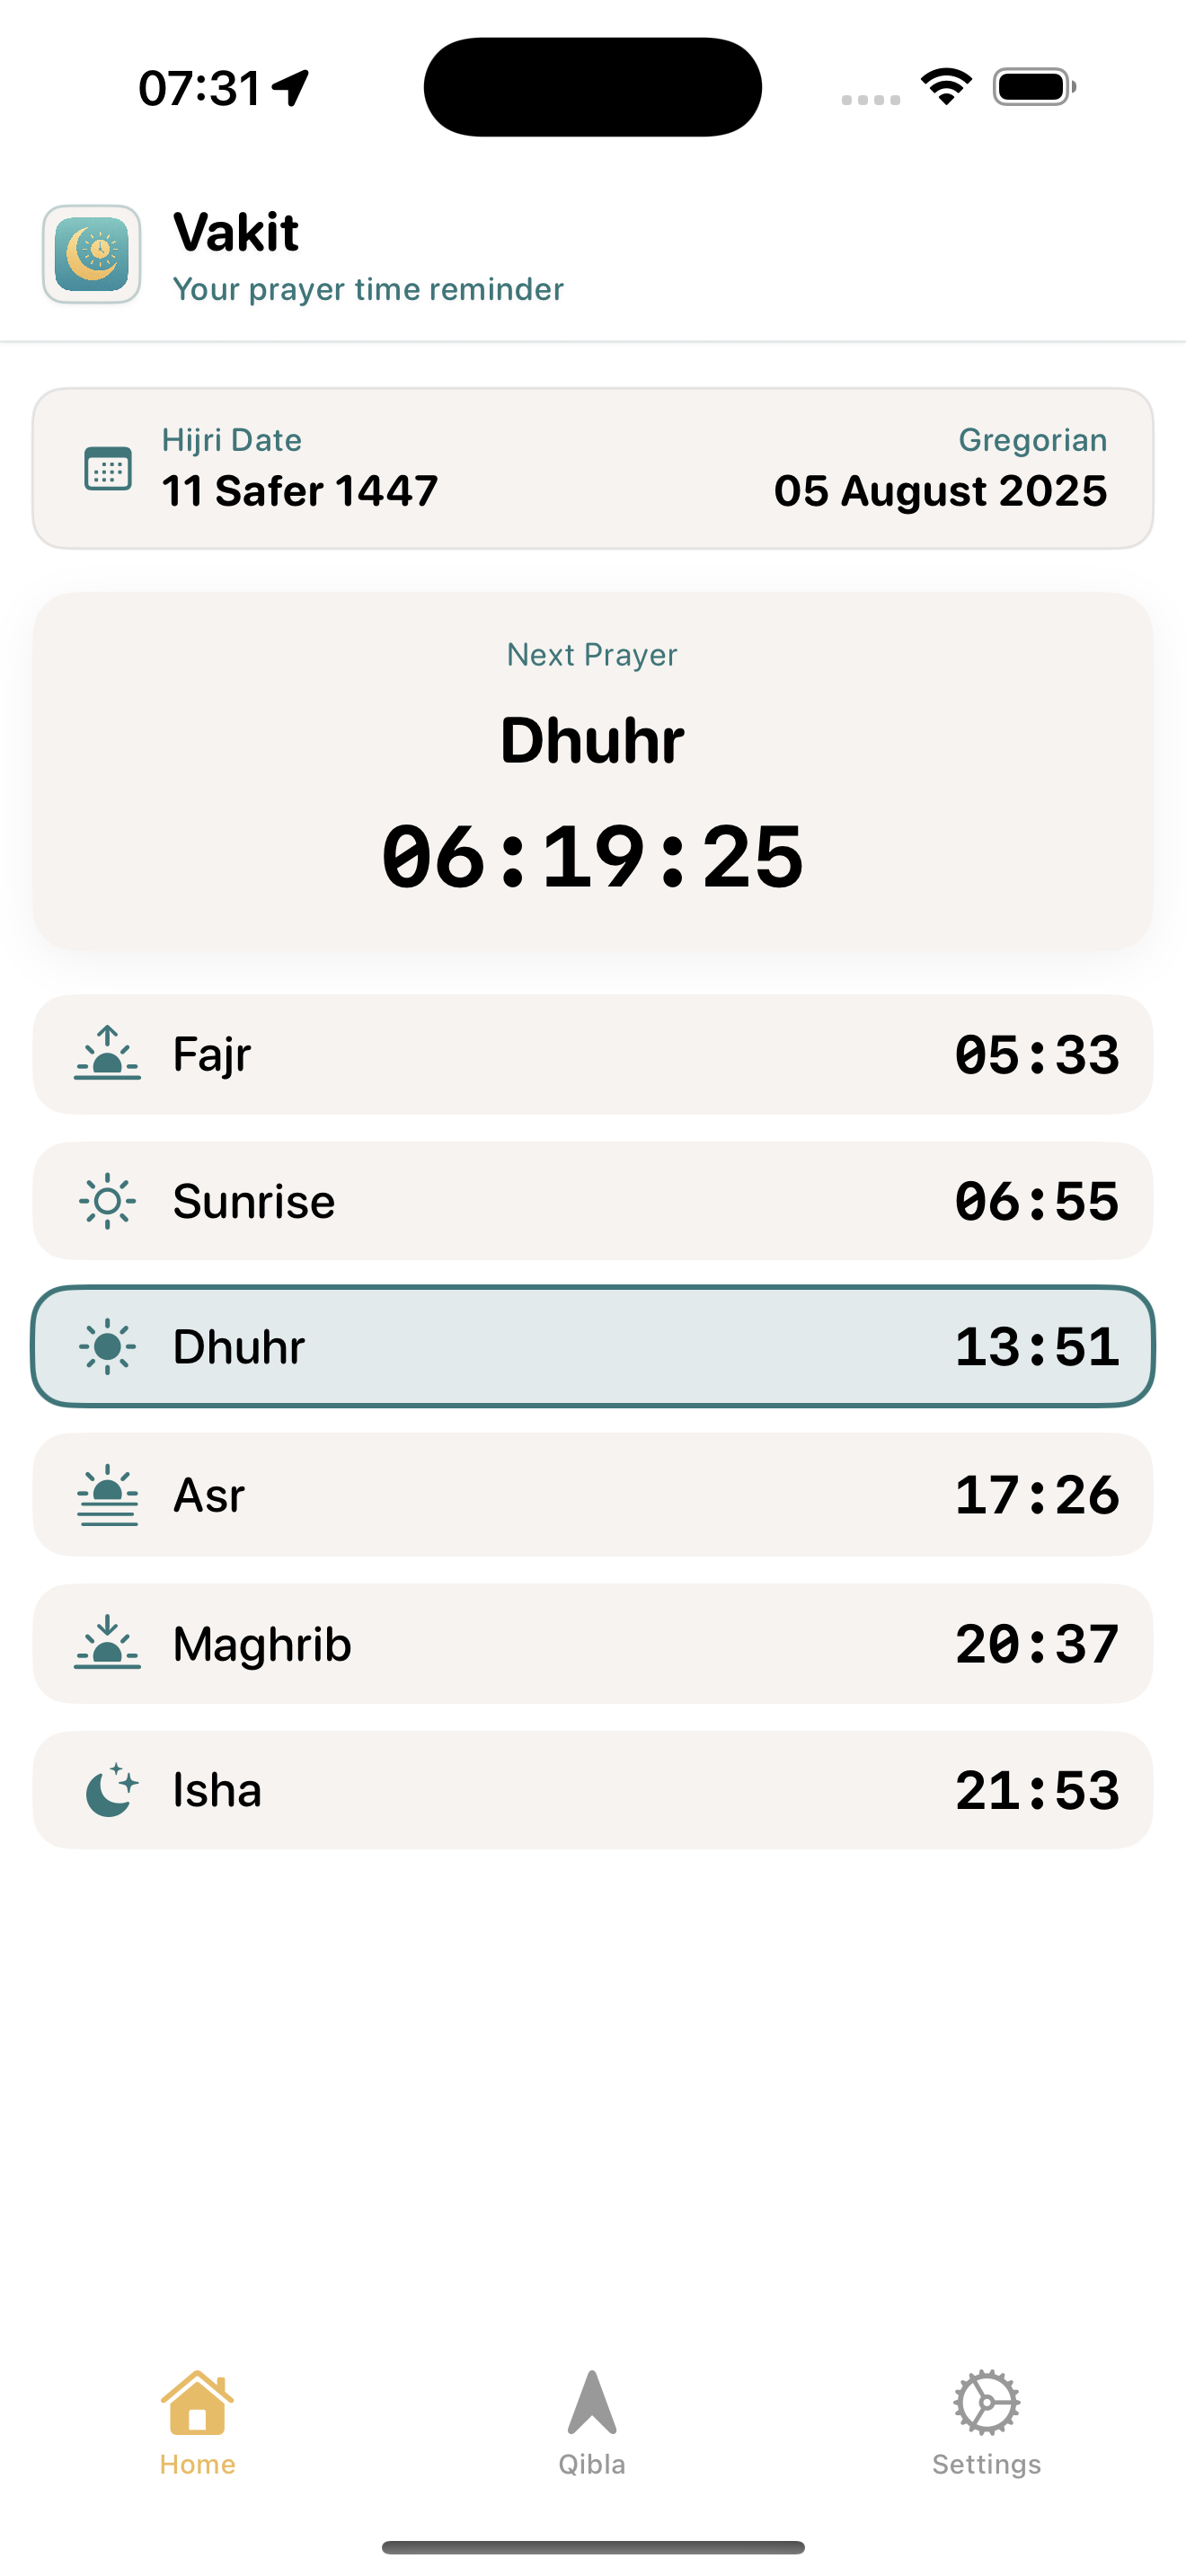 07:31
Vakit
Your prayer time reminder
Hijri Date
Gregorian
11 Safer 1447
05 August 2025
Next Prayer
Dhuhr
06:19:25
Fajr 05:33
Sunrise 06:55
Dhuhr 13:51
Asr 17:26
Maghrib 20:37
Isha 21:53
Home Qibla Settings